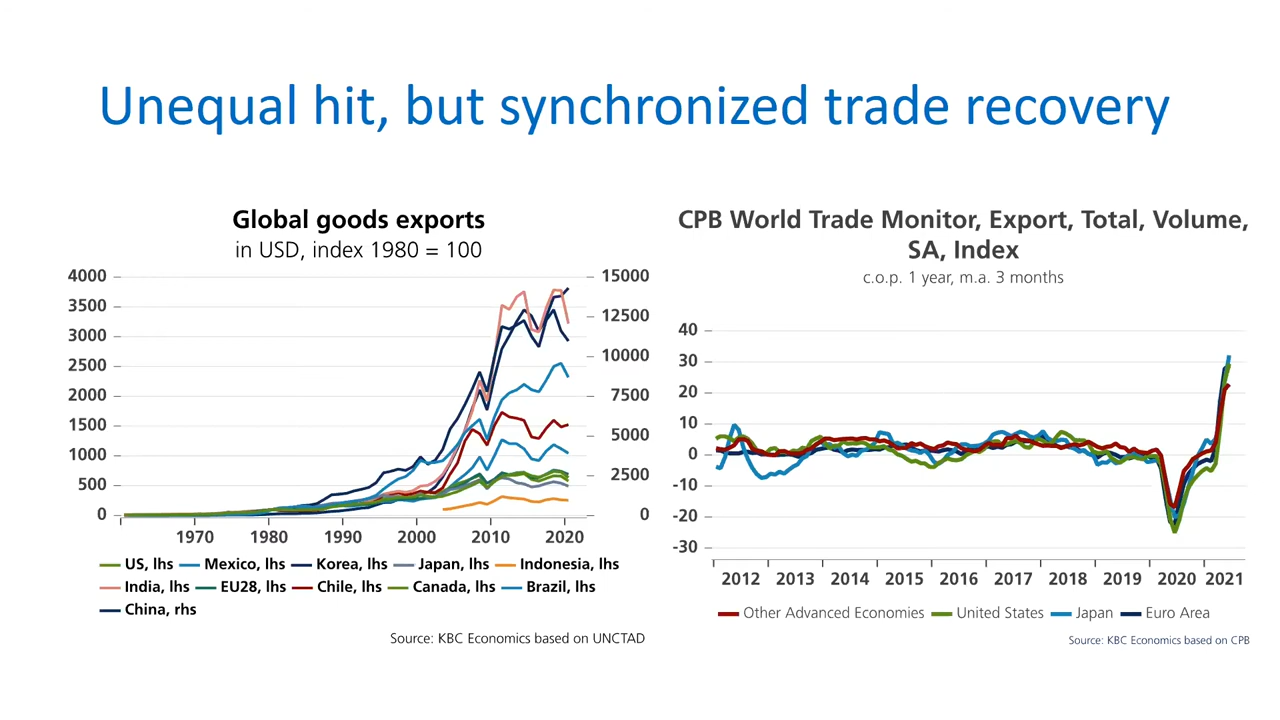 Unequal hit, but synchronized trade recovery
Global goods exports
in USD, index 1980 = 100
4000
3500
3000
2500
2000
1500
1000
500
0
15000
12500
10000
7500
5000
2500
0
1970 1980 1990 2000 2010 2020
US, lhs Mexico, lhs Korea, lhs Japan, lhs Indonesia, lhs
India, lhs EU28, lhs Chile, lhs Canada, lhs Brazil, lhs
China, rhs
Source: KBC Economics based on UNCTAD
CPB World Trade Monitor, Export, Total, Volume,
SA, Index
c.o.p. 1 year, m.a. 3 months
40
30
20
10
0
-10
-20
-30
2012 2013 2014 2015 2016 2017 2018 2019 2020 2021
Other Advanced Economies United States Japan Euro Area
Source: KBC Economics based on CPB